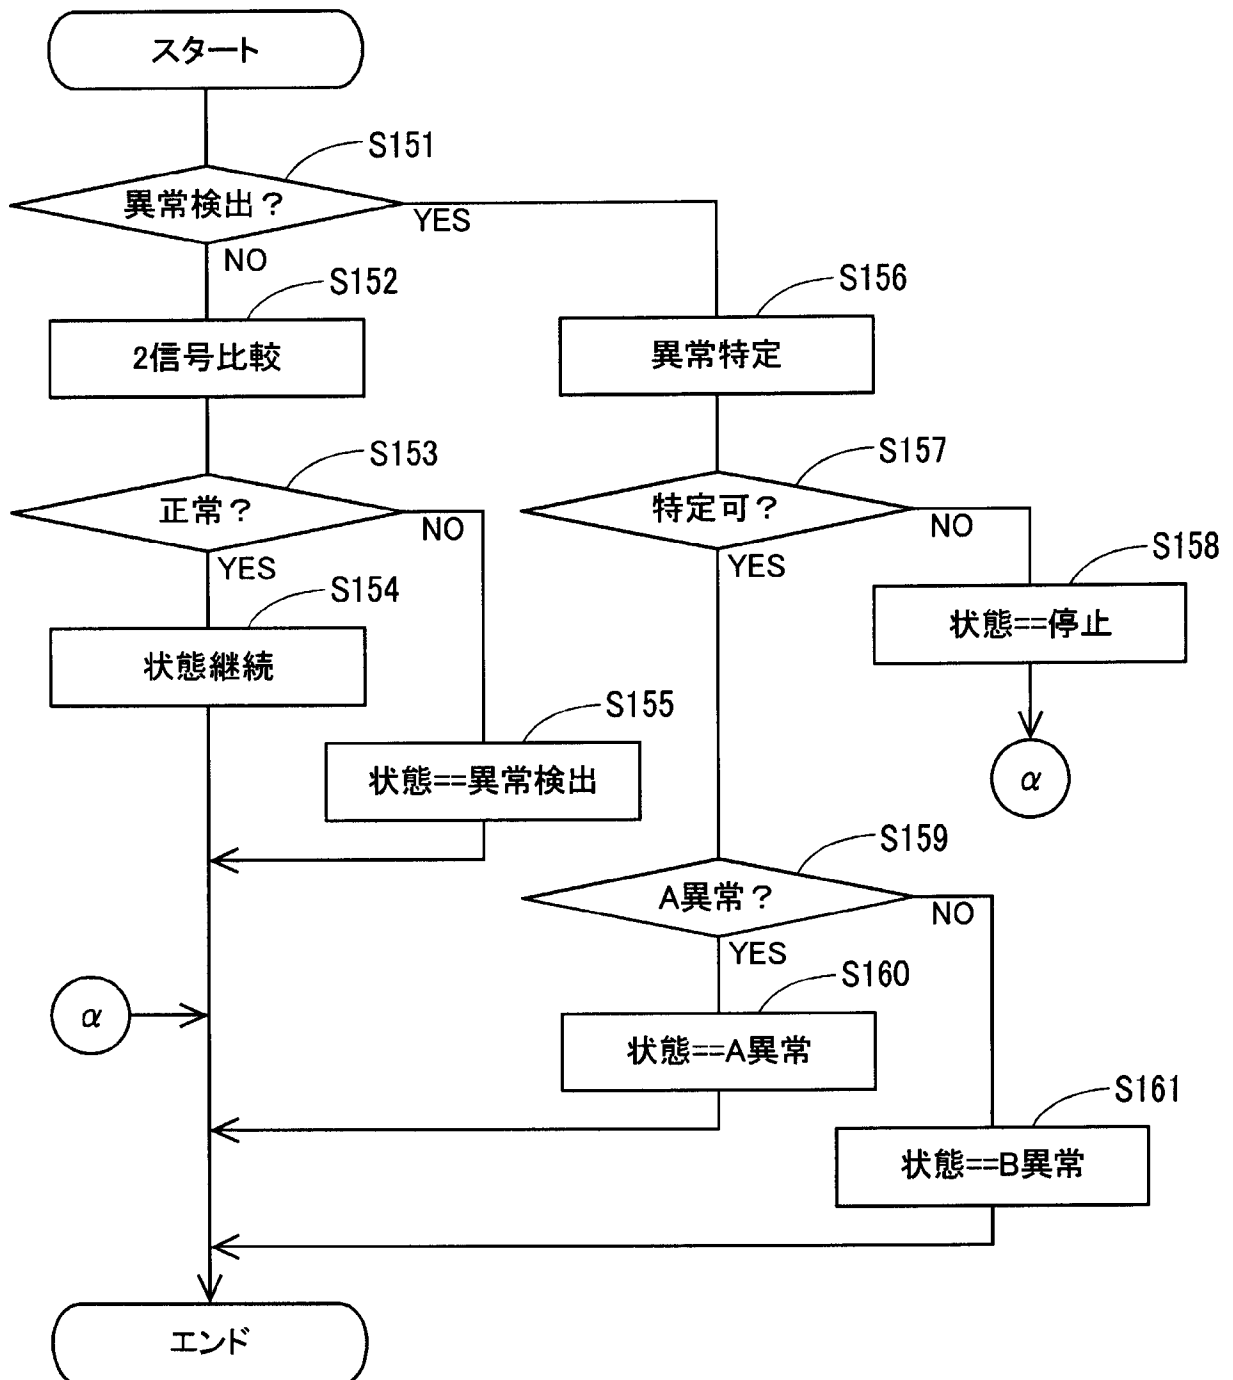 スタート
S151
異常検出？
YES
NO
S152
2信号比較
S156
異常特定
S153
正常？
NO
YES
S157
特定可？
NO
YES
S154
状態継続
S158
状態==停止
S155
状態==異常検出
α
S159
A異常？
NO
YES
α
S160
状態==A異常
S161
状態==B異常
エンド